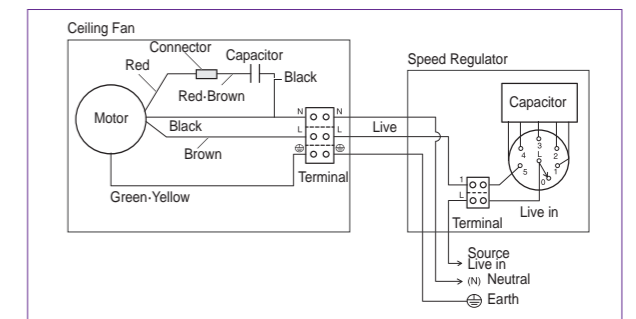 Ceiling Fan
Connector
Capacitor
Red
Black
Red-Brown
Motor
Black
Brown
Green-Yellow
N
N
L
L
Live
Terminal
Speed Regulator
Capacitor
3
L
4
2
5
1
0
1
L
Live in
Terminal
Source
Live in
(N) Neutral
Earth